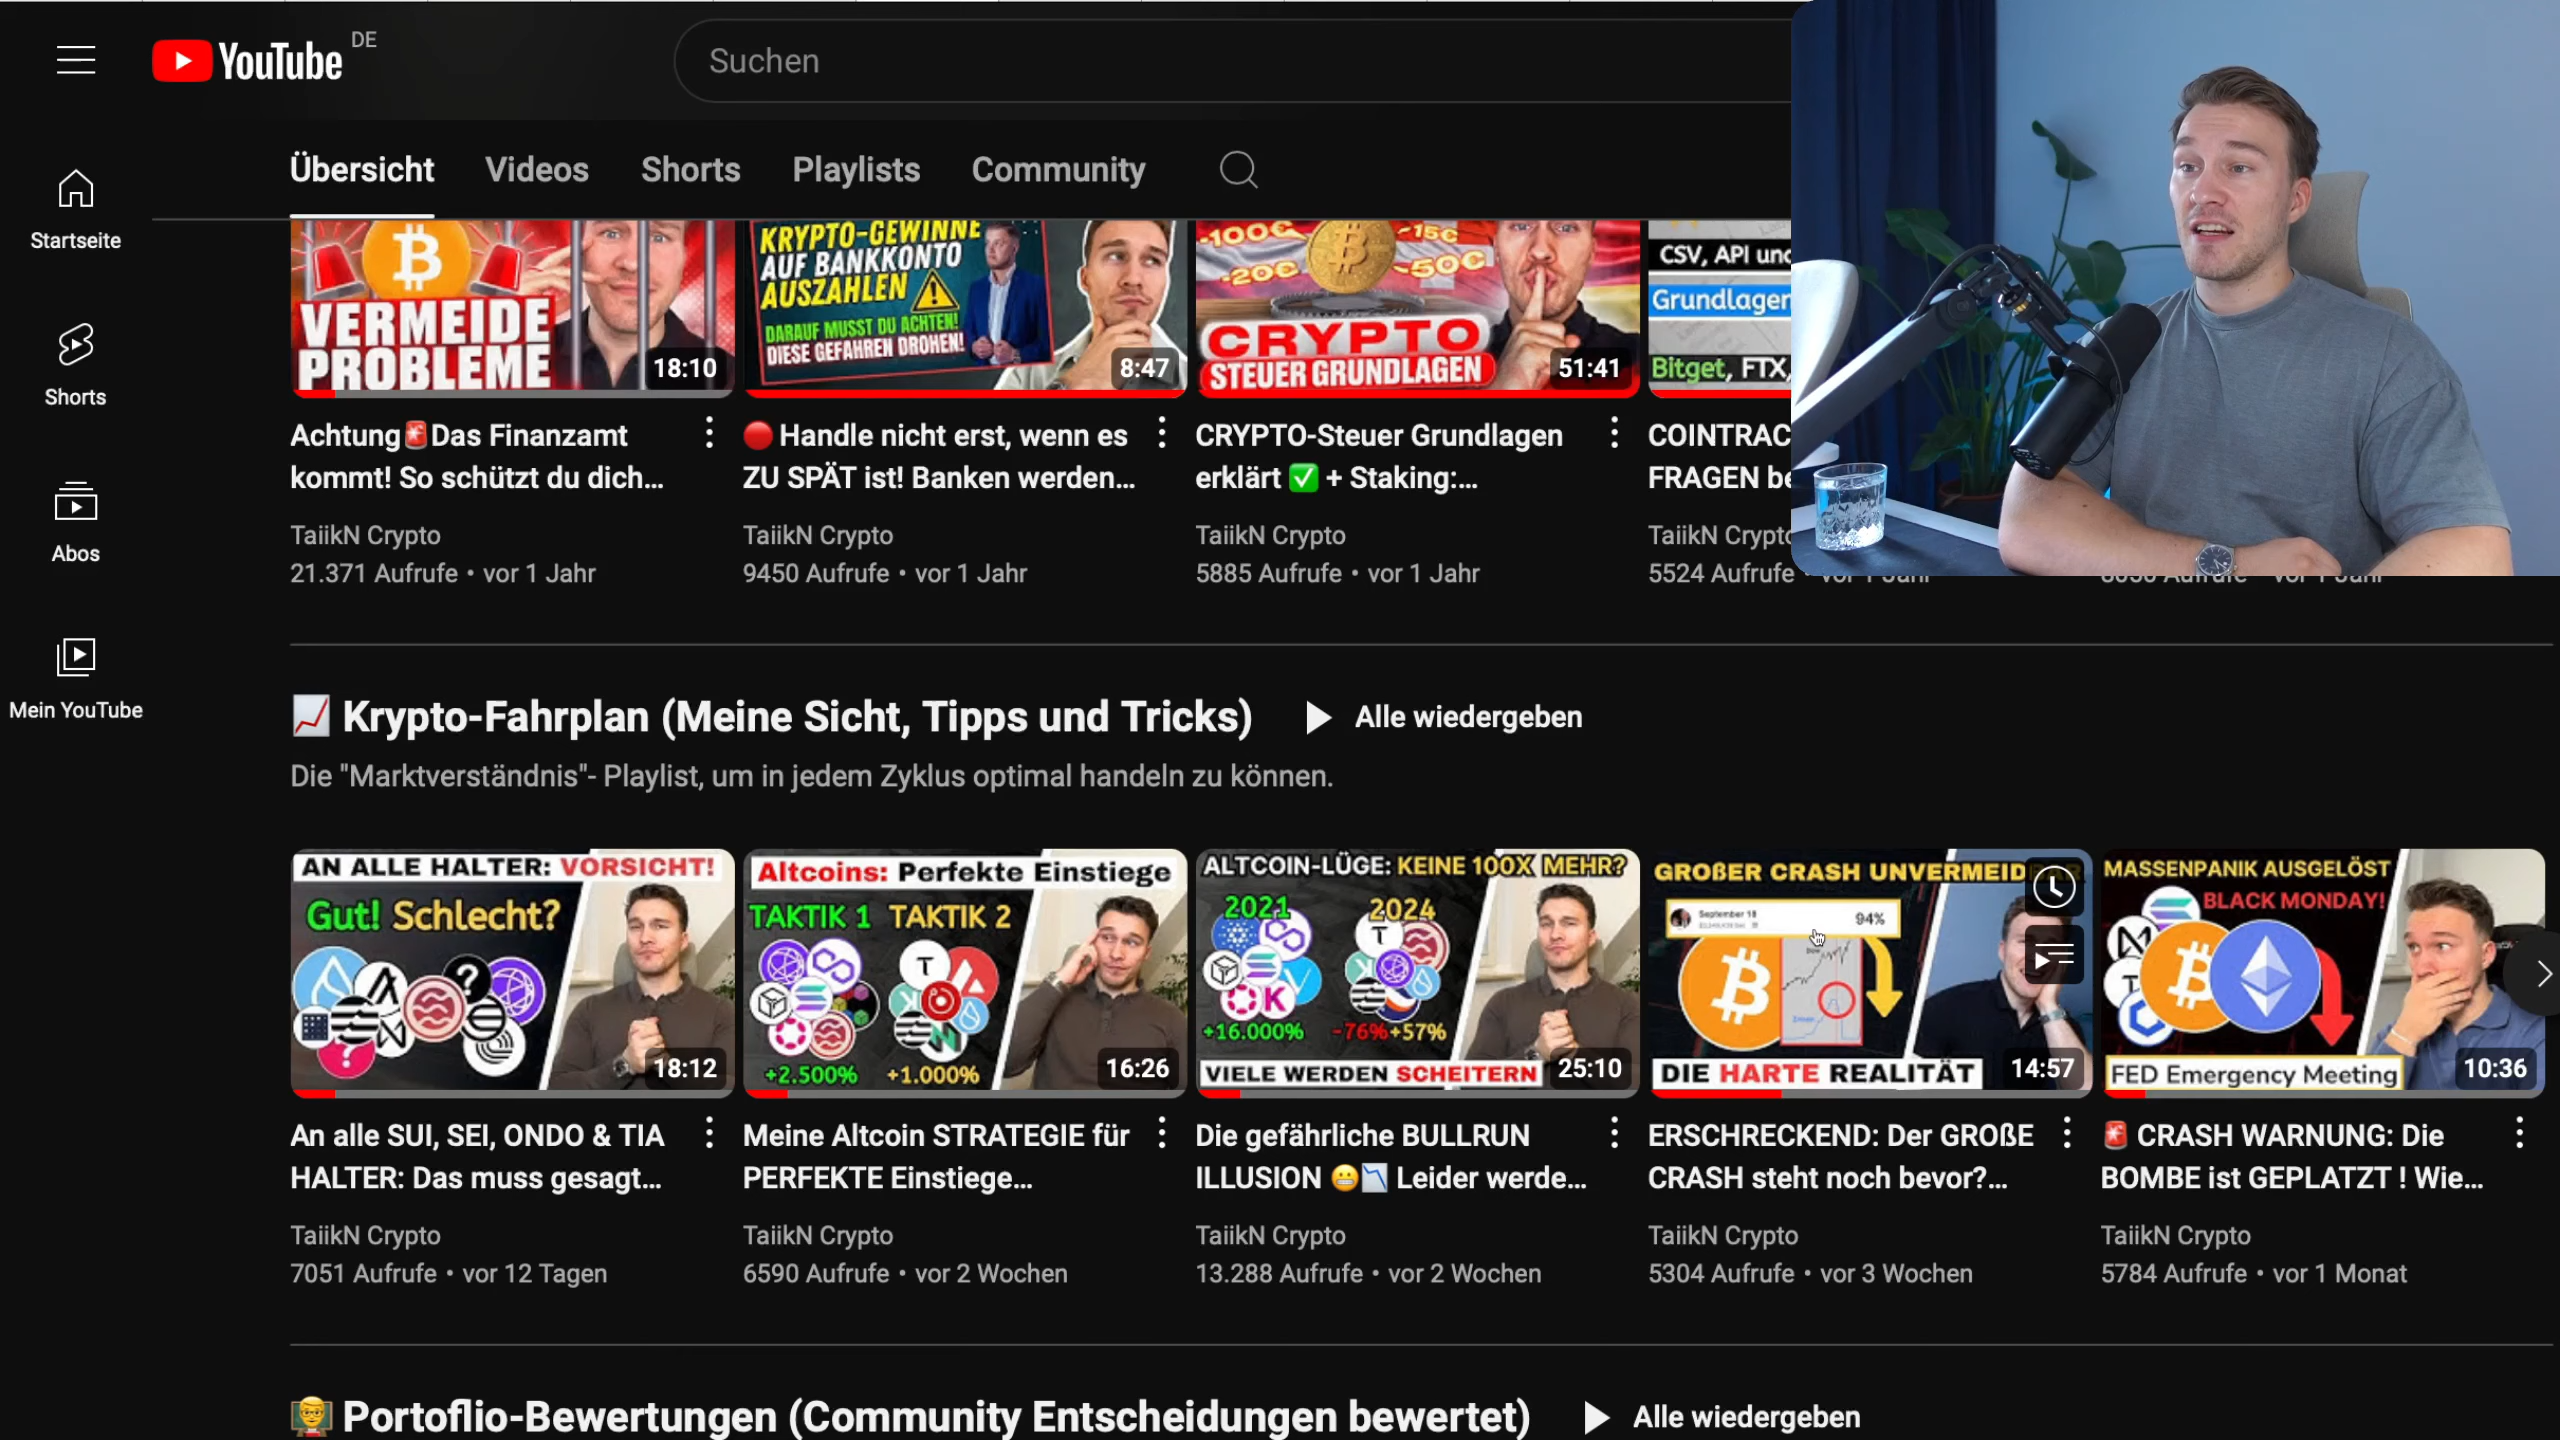 YouTube DE
Suchen
Übersicht
Videos
Shorts
Playlists
Community
Startseite
Shorts
Abos
Mein YouTube
VERMEIDE
PROBLEME
18:10
KRYPTO-GEWINNE
AUF BANKKONTO
AUSZAHLEN
DARAUF MUSST DU ACHTEN!
DIESE GEFAHREN DROHEN!
8:47
-100€
-15€
-20€
-50€
CRYPTO
STEUER GRUNDLAGEN
51:41
CSV, API und
Grundlagen
Bitget, FTX,
Achtung🚨Das Finanzamt
kommt! So schützt du dich...
TaiikN Crypto
21.371 Aufrufe • vor 1 Jahr
🔴 Handle nicht erst, wenn es
ZU SPÄT ist! Banken werden...
TaiikN Crypto
9450 Aufrufe • vor 1 Jahr
CRYPTO-Steuer Grundlagen
erklärt ✅ + Staking:...
TaiikN Crypto
5885 Aufrufe • vor 1 Jahr
COINTRAC
FRAGEN be
TaiikN Crypto
5524 Aufrufe • vor 1 Jahr
📈 Krypto-Fahrplan (Meine Sicht, Tipps und Tricks)
Alle wiedergeben
Die "Marktverständnis"- Playlist, um in jedem Zyklus optimal handeln zu können.
AN ALLE HALTER: VORSICHT!
Gut! Schlecht?
18:12
Altcoins: Perfekte Einstiege
TAKTIK 1 TAKTIK 2
+2.500% +1.000%
16:26
ALTCOIN-LÜGE: KEINE 100X MEHR?
2021 2024
+16.000% -76%+57%
VIELE WERDEN SCHEITERN
25:10
GROßER CRASH UNVERMEID
September 18
94%
DIE HARTE REALITÄT
14:57
MASSENPANIK AUSGELÖST
BLACK MONDAY!
FED Emergency Meeting
10:36
An alle SUI, SEI, ONDO & TIA
HALTER: Das muss gesagt...
TaiikN Crypto
7051 Aufrufe • vor 12 Tagen
Meine Altcoin STRATEGIE für
PERFEKTE Einstiege...
TaiikN Crypto
6590 Aufrufe • vor 2 Wochen
Die gefährliche BULLRUN
ILLUSION 😬📉 Leider werde...
TaiikN Crypto
13.288 Aufrufe • vor 2 Wochen
ERSCHRECKEND: Der GROßE
CRASH steht noch bevor?...
TaiikN Crypto
5304 Aufrufe • vor 3 Wochen
🚨 CRASH WARNUNG: Die
BOMBE ist GEPLATZT ! Wie...
TaiikN Crypto
5784 Aufrufe • vor 1 Monat
👨‍🏫 Portoflio-Bewertungen (Community Entscheidungen bewertet)
Alle wiedergeben